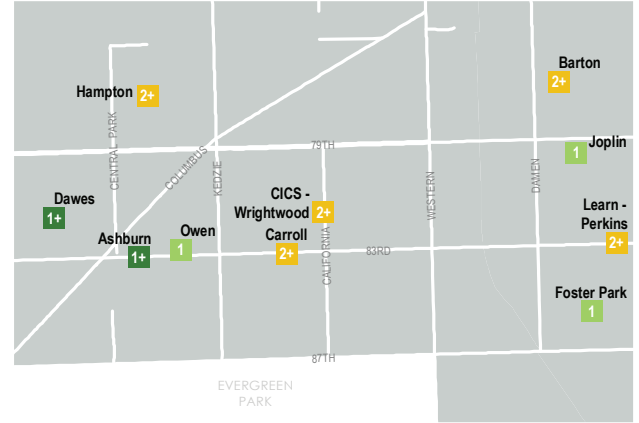 Barton
2+
Hampton
2+
CENTRAL PARK
COLUMBUS
KEDZIE
79TH
WESTERN
DAMEN
Joplin
1
Dawes
1+
CICS -
Wrightwood
2+
Learn -
Perkins
2+
Ashburn
1+
Owen
1
Carroll
2+
CALIFORNIA
83RD
Foster Park
1
87TH
EVERGREEN
PARK